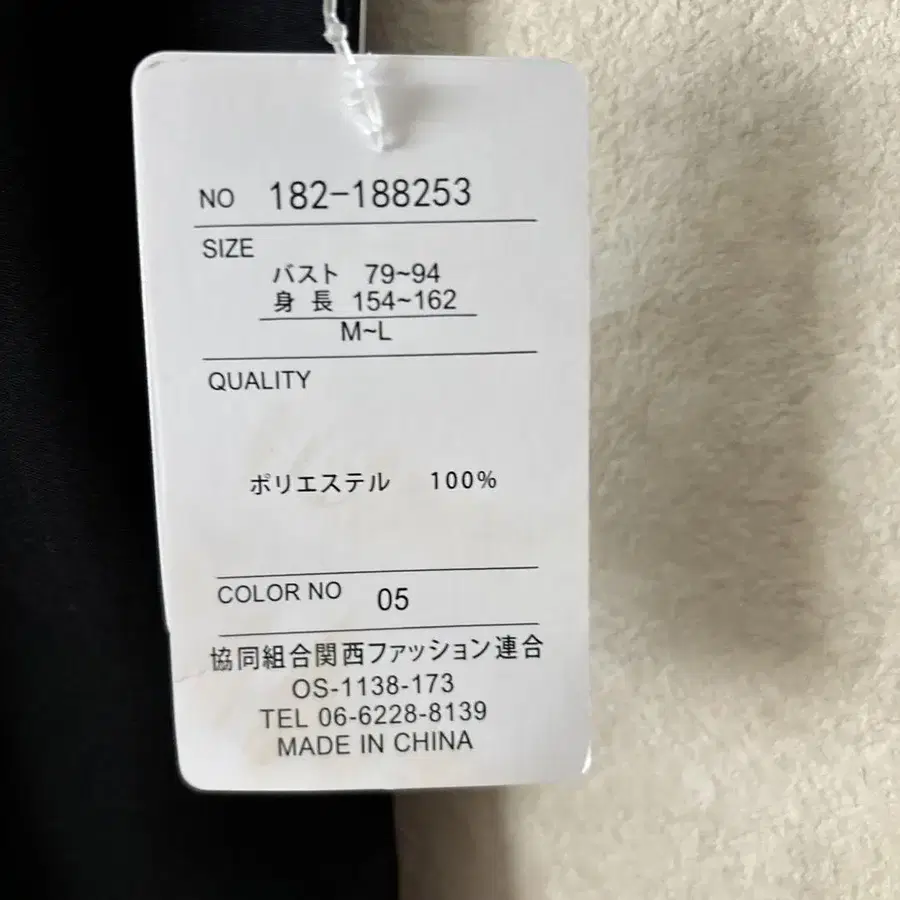 NO 182-188253
SIZE
バスト 79~94
身長 154~162
M~L
QUALITY
ポリエステル 100%
COLOR NO 05
協同組合関西ファッション連合
OS-1138-173
TEL 06-6228-8139
MADE IN CHINA